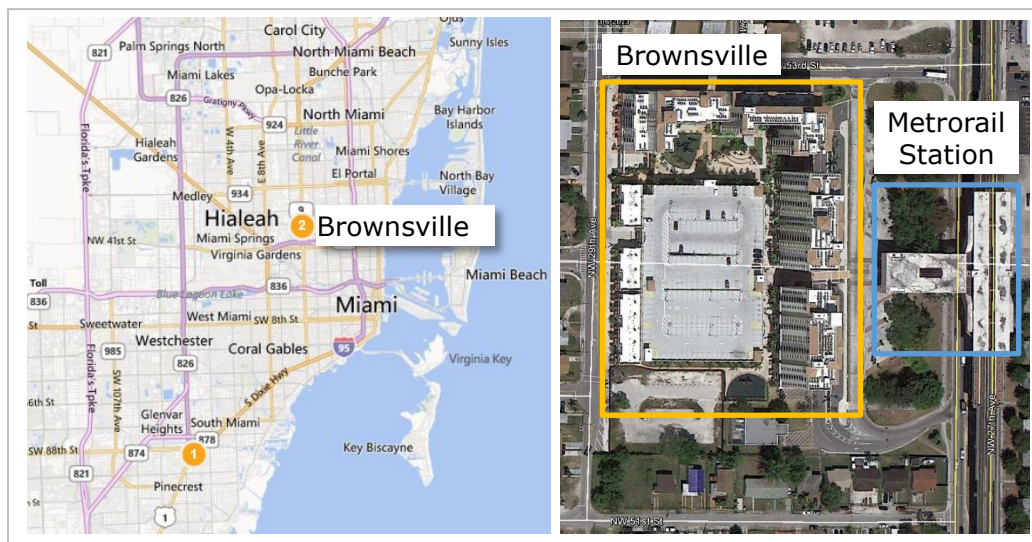 Carol City
Ojus
821
Palm Springs North
North Miami Beach
Sunny Isles
Miami Lakes
Bunche Park
826
Opa-Locka
Gratigny Pkwy
North Miami
Bay Harbor
Islands
924
Florida's Tpke
W 4th Ave
E 8th Ave
Little
River
Canal
Hialeah
Gardens
Miami Shores
El Portal
Medley
934
North Bay
Village
9
Hialeah
2
Brownsville
NW 41st St
Miami Springs
Virginia Gardens
Miami Beach
Toll
836
Blue Lagoon Lake
836
Miami
West Miami
SW 8th St
Sweetwater
985
Westchester
Coral Gables
95
Virginia Key
826
SW 107th Ave
S Dixie Hwy
Florida's Tpke
Glenvar
Heights
South Miami
878
SW 88th St
874
1
Key Biscayne
821
Pinecrest
1
Brownsville
NW 53rd St
Metrorail
Station
NW 29th Ave
NW 27th Ave
NW 51st St